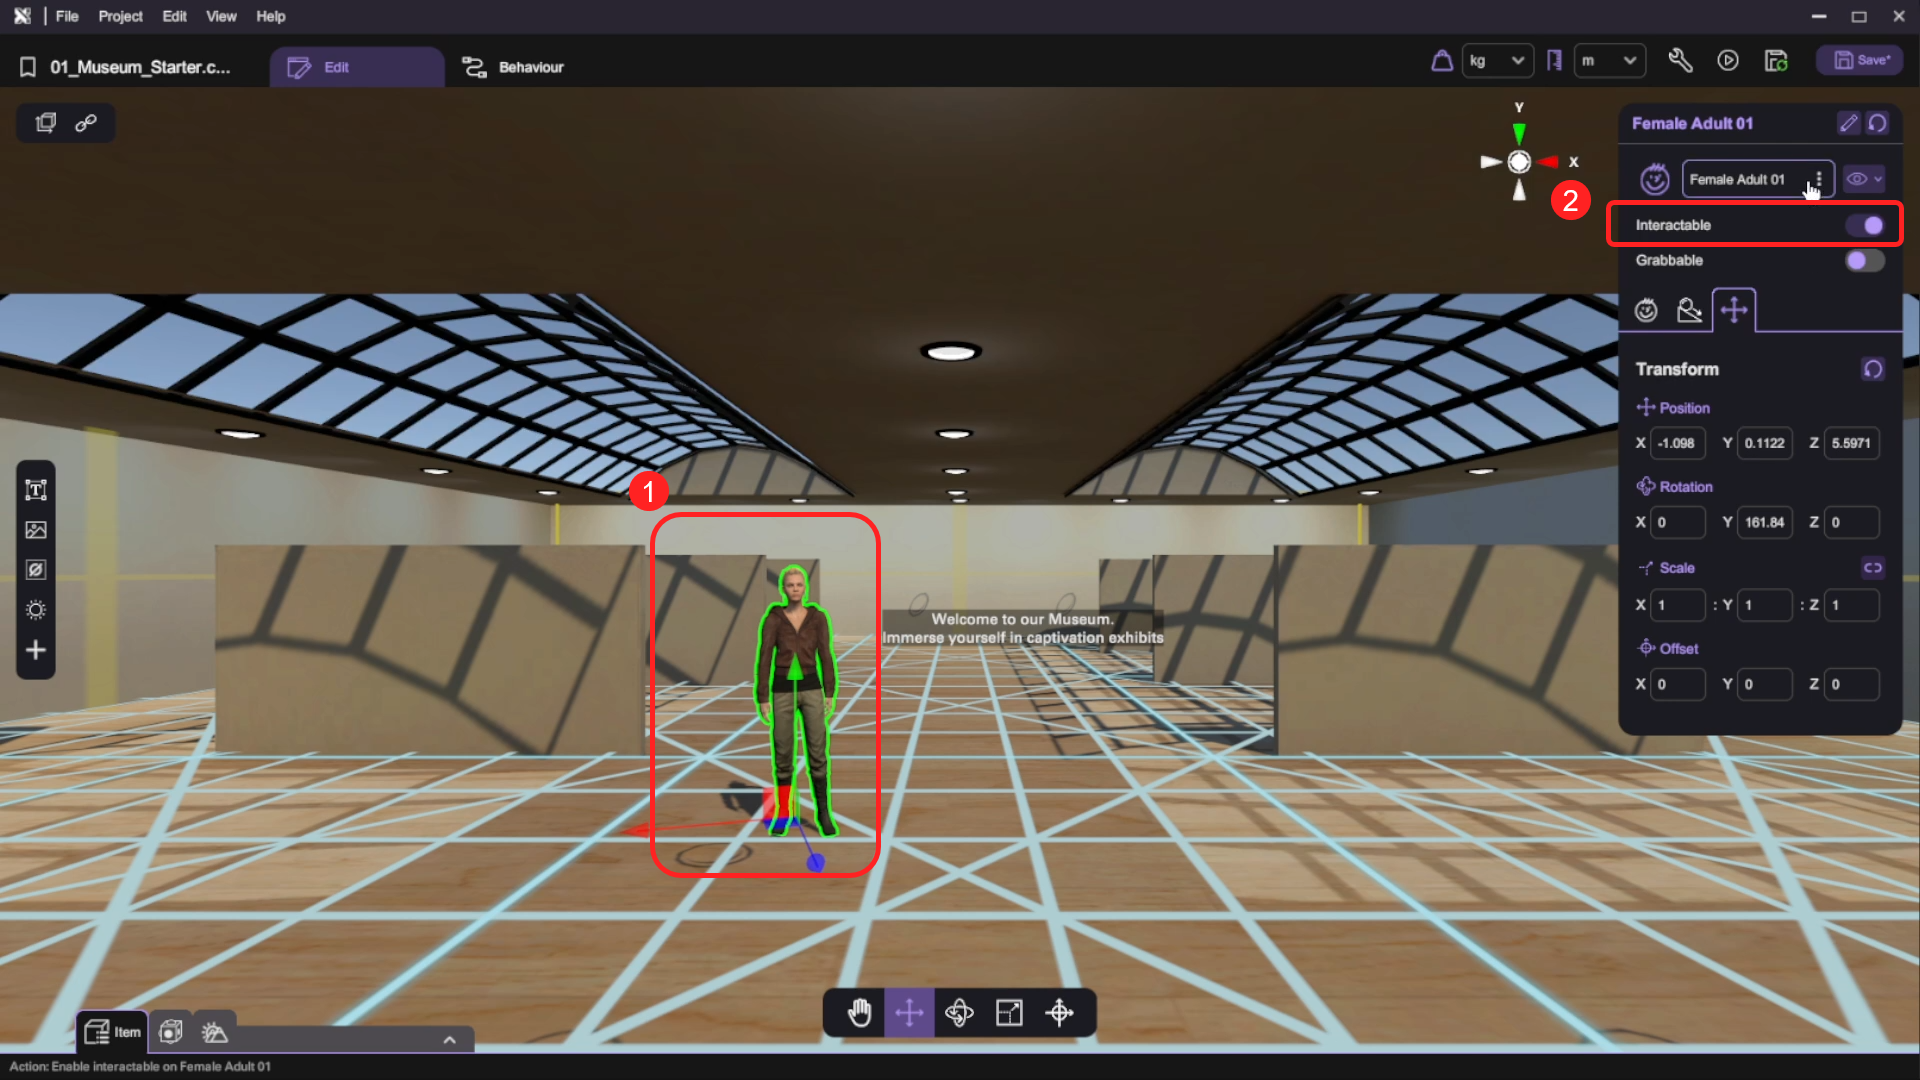 File Project Edit View Help
01_Museum_Starter.c...
Edit
Behaviour
kg
m
Save*
Y
X
Female Adult 01
Female Adult 01
2
Interactable
Grabbable
Transform
Position
X -1.098 Y 0.1122 Z 5.5971
Rotation
X 0 Y 161.84 Z 0
Scale
X 1 : Y 1 : Z 1
Offset
X 0 Y 0 Z 0
1
Welcome to our Museum.
Immerse yourself in captivation exhibits
Item
Action: Enable interactable on Female Adult 01